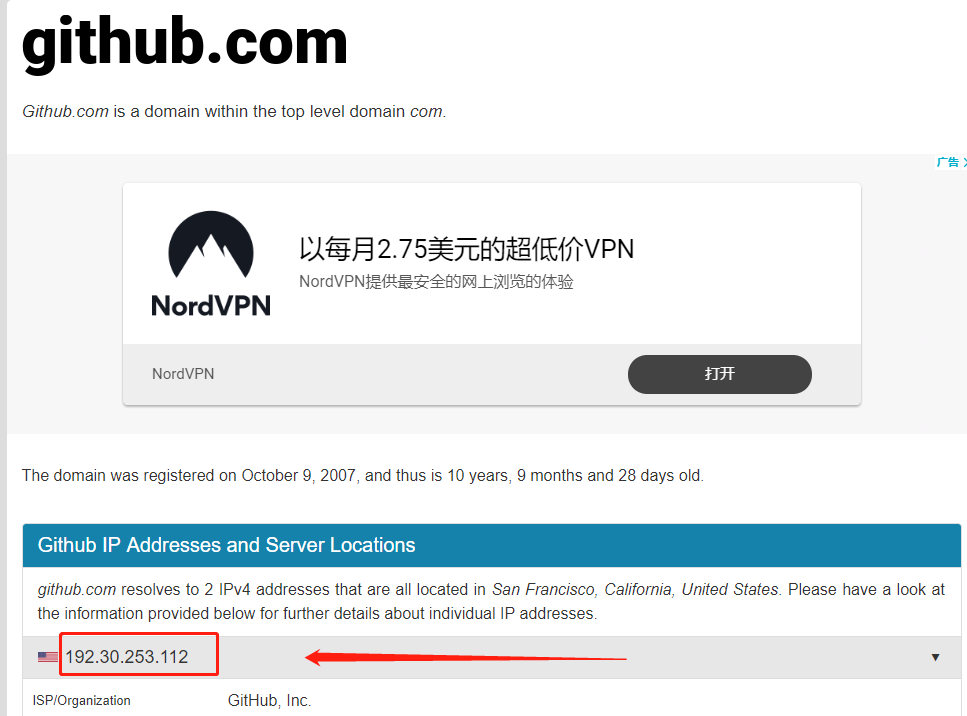 github.com
Github.com is a domain within the top level domain com.
广告
以每月2.75美元的超低价VPN
NordVPN提供最安全的网上浏览的体验
NordVPN
NordVPN
打开
The domain was registered on October 9, 2007, and thus is 10 years, 9 months and 28 days old.
Github IP Addresses and Server Locations
github.com resolves to 2 IPv4 addresses that are all located in San Francisco, California, United States. Please have a look at
the information provided below for further details about individual IP addresses.
192.30.253.112
ISP/Organization
GitHub, Inc.